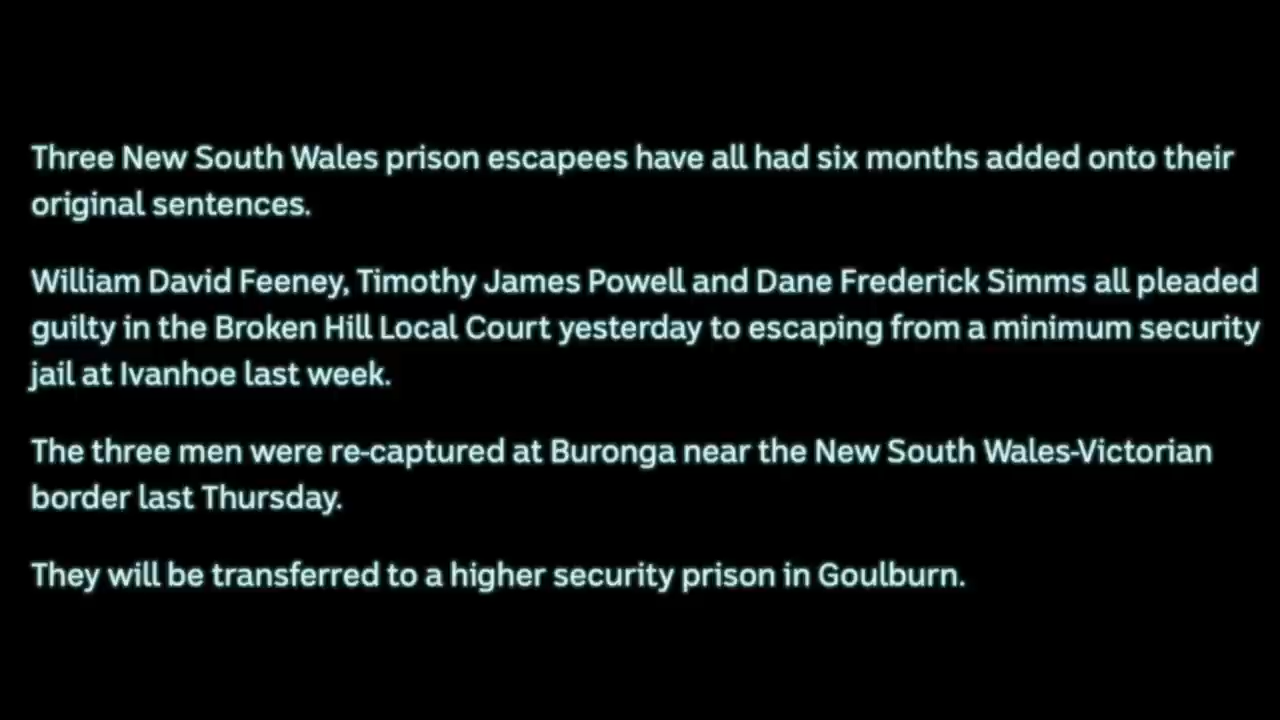 Three New South Wales prison escapees have all had six months added onto their
original sentences.
William David Feeney, Timothy James Powell and Dane Frederick Simms all pleaded
guilty in the Broken Hill Local Court yesterday to escaping from a minimum security
jail at Ivanhoe last week.
The three men were re-captured at Buronga near the New South Wales-Victorian
border last Thursday.
They will be transferred to a higher security prison in Goulburn.